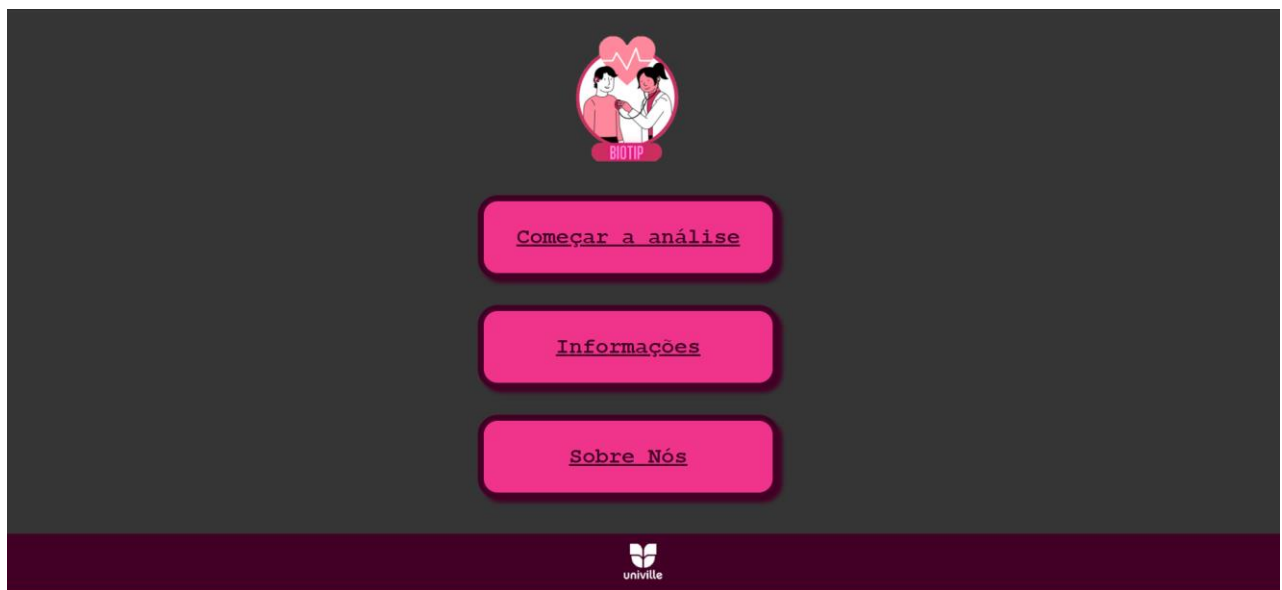 BIOTIP
Começar a análise
Informações
Sobre Nós
univille